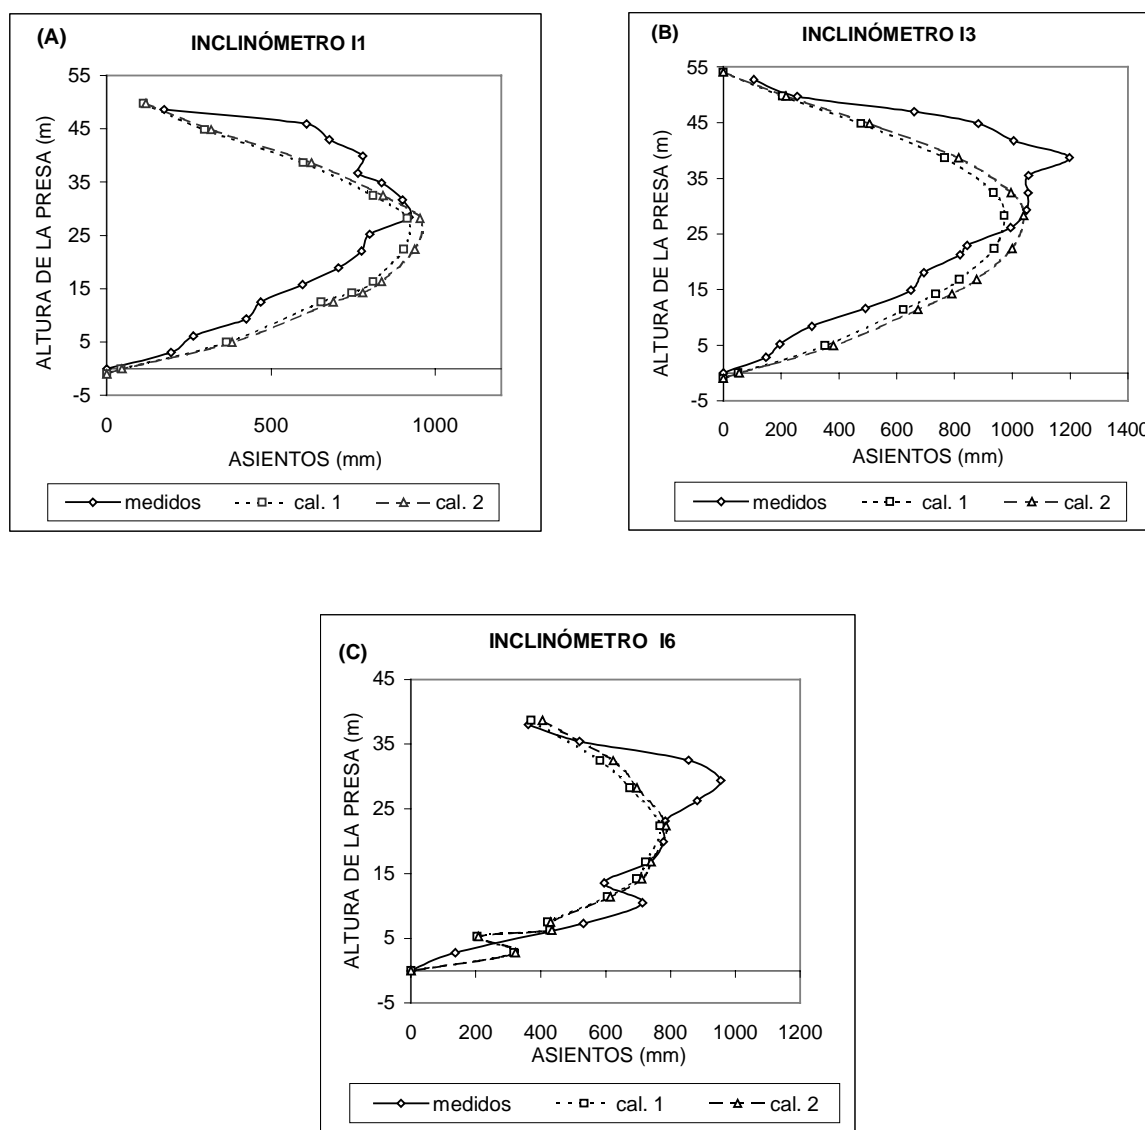 (A)
INCLINÓMETRO I1
55
45
35
25
15
5
-5
ALTURA DE LA PRESA (m)
0 500 1000
ASIENTOS (mm)
medidos cal. 1 cal. 2
(B)
INCLINÓMETRO I3
55
45
35
25
15
5
-5
ALTURA DE LA PRESA (m)
0 200 400 600 800 1000 1200 1400
ASIENTOS (mm)
medidos cal. 1 cal. 2
(C)
INCLINÓMETRO I6
45
35
25
15
5
-5
ALTURA DE LA PRESA (m)
0 200 400 600 800 1000 1200
ASIENTOS (mm)
medidos cal. 1 cal. 2